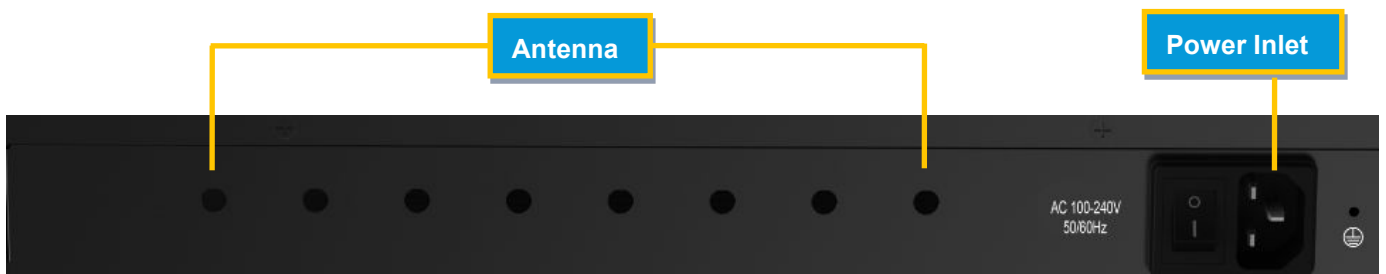 Antenna
Power Inlet
AC 100-240V
50/60Hz
O
I